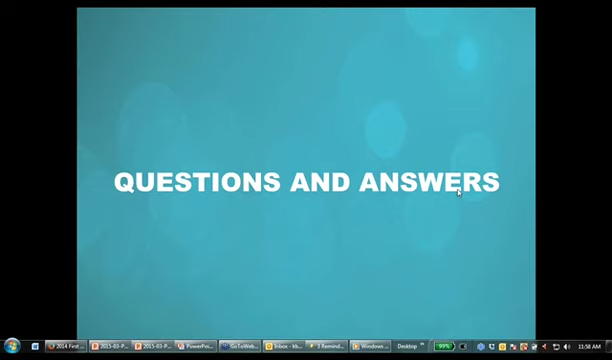 QUESTIONS AND ANSWERS
2014 First ...
2015-03-P...
2015-03-P...
PowerPoi...
GoToWeb...
Inbox - kb...
3 Remind...
Windows ...
Desktop
99%
11:58 AM